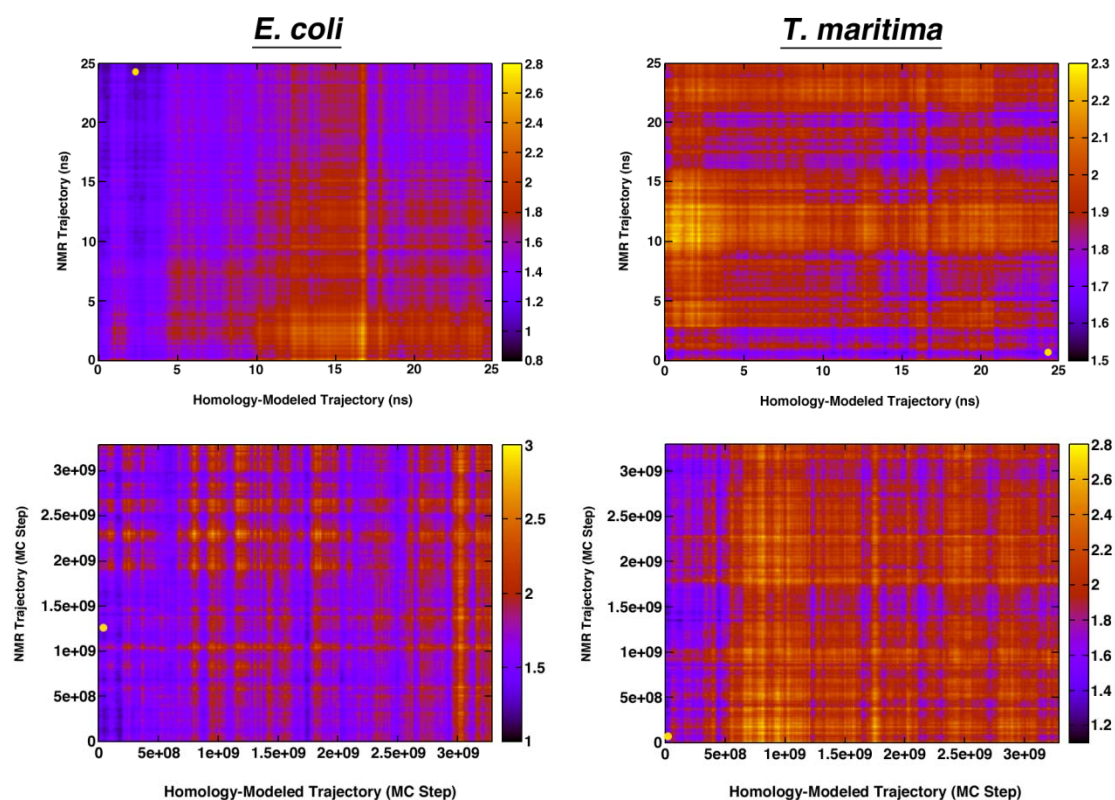 E. coli
T. maritima
25
20
15
10
5
0
NMR Trajectory (ns)
0 5 10 15 20 25
Homology-Modeled Trajectory (ns)
2.8
2.6
2.4
2.2
2
1.8
1.6
1.4
1.2
1
0.8
25
20
15
10
5
0
NMR Trajectory (ns)
0 5 10 15 20 25
Homology-Modeled Trajectory (ns)
2.3
2.2
2.1
2
1.9
1.8
1.7
1.6
1.5
3e+09
2.5e+09
2e+09
1.5e+09
1e+09
5e+08
0
NMR Trajectory (MC Step)
0 5e+08 1e+09 1.5e+09 2e+09 2.5e+09 3e+09
Homology-Modeled Trajectory (MC Step)
3
2.5
2
1.5
1
3e+09
2.5e+09
2e+09
1.5e+09
1e+09
5e+08
0
NMR Trajectory (MC Step)
0 5e+08 1e+09 1.5e+09 2e+09 2.5e+09 3e+09
Homology-Modeled Trajectory (MC Step)
2.8
2.6
2.4
2.2
2
1.8
1.6
1.4
1.2